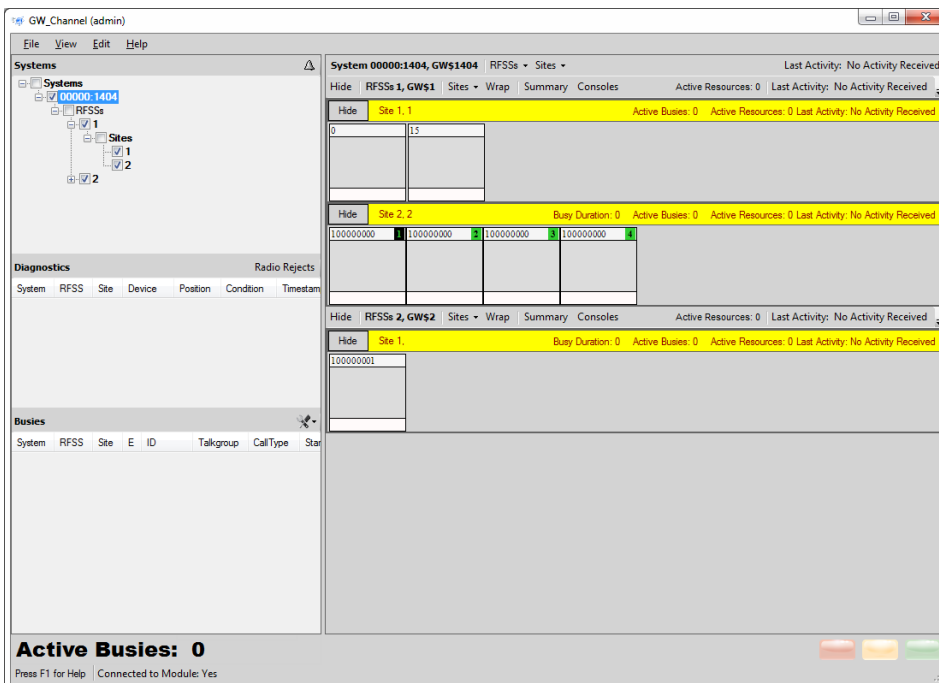 GW_Channel (admin)
File View Edit Help
Systems
Systems
00000:1404
RFSSs
1
Sites
1
2
2
Diagnostics Radio Rejects
System RFSS Site Device Position Condition Timestam
Busies
System RFSS Site E ID Talkgroup CallType Star
System 00000:1404, GW$1404 RFSSs Sites Last Activity: No Activity Received
Hide RFSSs 1, GW$1 Sites Wrap Summary Consoles Active Resources: 0 Last Activity: No Activity Received
Hide Site 1, 1 Active Busies: 0 Active Resources: 0 Last Activity: No Activity Received
0 15
Hide Site 2, 2 Busy Duration: 0 Active Busies: 0 Active Resources: 0 Last Activity: No Activity Received
100000000 1 100000000 2 100000000 3 100000000 4
Hide RFSSs 2, GW$2 Sites Wrap Summary Consoles Active Resources: 0 Last Activity: No Activity Received
Hide Site 1, Busy Duration: 0 Active Busies: 0 Active Resources: 0 Last Activity: No Activity Received
100000001
Active Busies: 0
Press F1 for Help Connected to Module: Yes